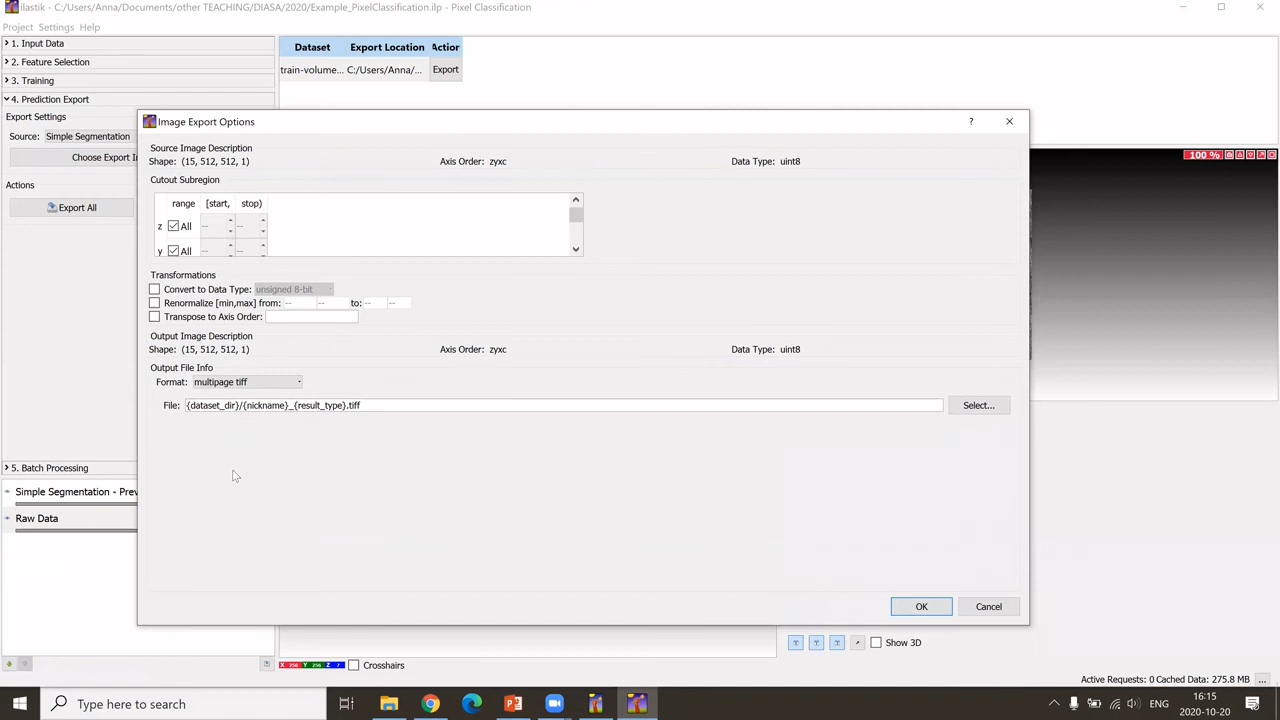 ilastik - C:/Users/Anna/Documents/other TEACHING/DIASA/2020/Example_PixelClassification.ilp - Pixel Classification
Project Settings Help
1. Input Data
2. Feature Selection
3. Training
4. Prediction Export
Export Settings
Source: Simple Segmentation
Choose Export I
Actions
Export All
5. Batch Processing
Simple Segmentation - Prev
Raw Data
Dataset Export Location Actior
train-volume... C:/Users/Anna/... Export
Image Export Options
?
Source Image Description
Shape: (15, 512, 512, 1) Axis Order: zyxc Data Type: uint8
Cutout Subregion
range [start, stop)
z All -- --
y All -- --
Transformations
Convert to Data Type: unsigned 8-bit
Renormalize [min,max] from: -- -- to: -- --
Transpose to Axis Order:
Output Image Description
Shape: (15, 512, 512, 1) Axis Order: zyxc Data Type: uint8
Output File Info
Format: multipage tiff
File: {dataset_dir}/{nickname}_{result_type}.tiff Select...
OK Cancel
100 %
Show 3D
X 256 Y 256 Z 7 Crosshairs
Active Requests: 0 Cached Data: 275.8 MB ...
Type here to search
ENG
16:15
2020-10-20